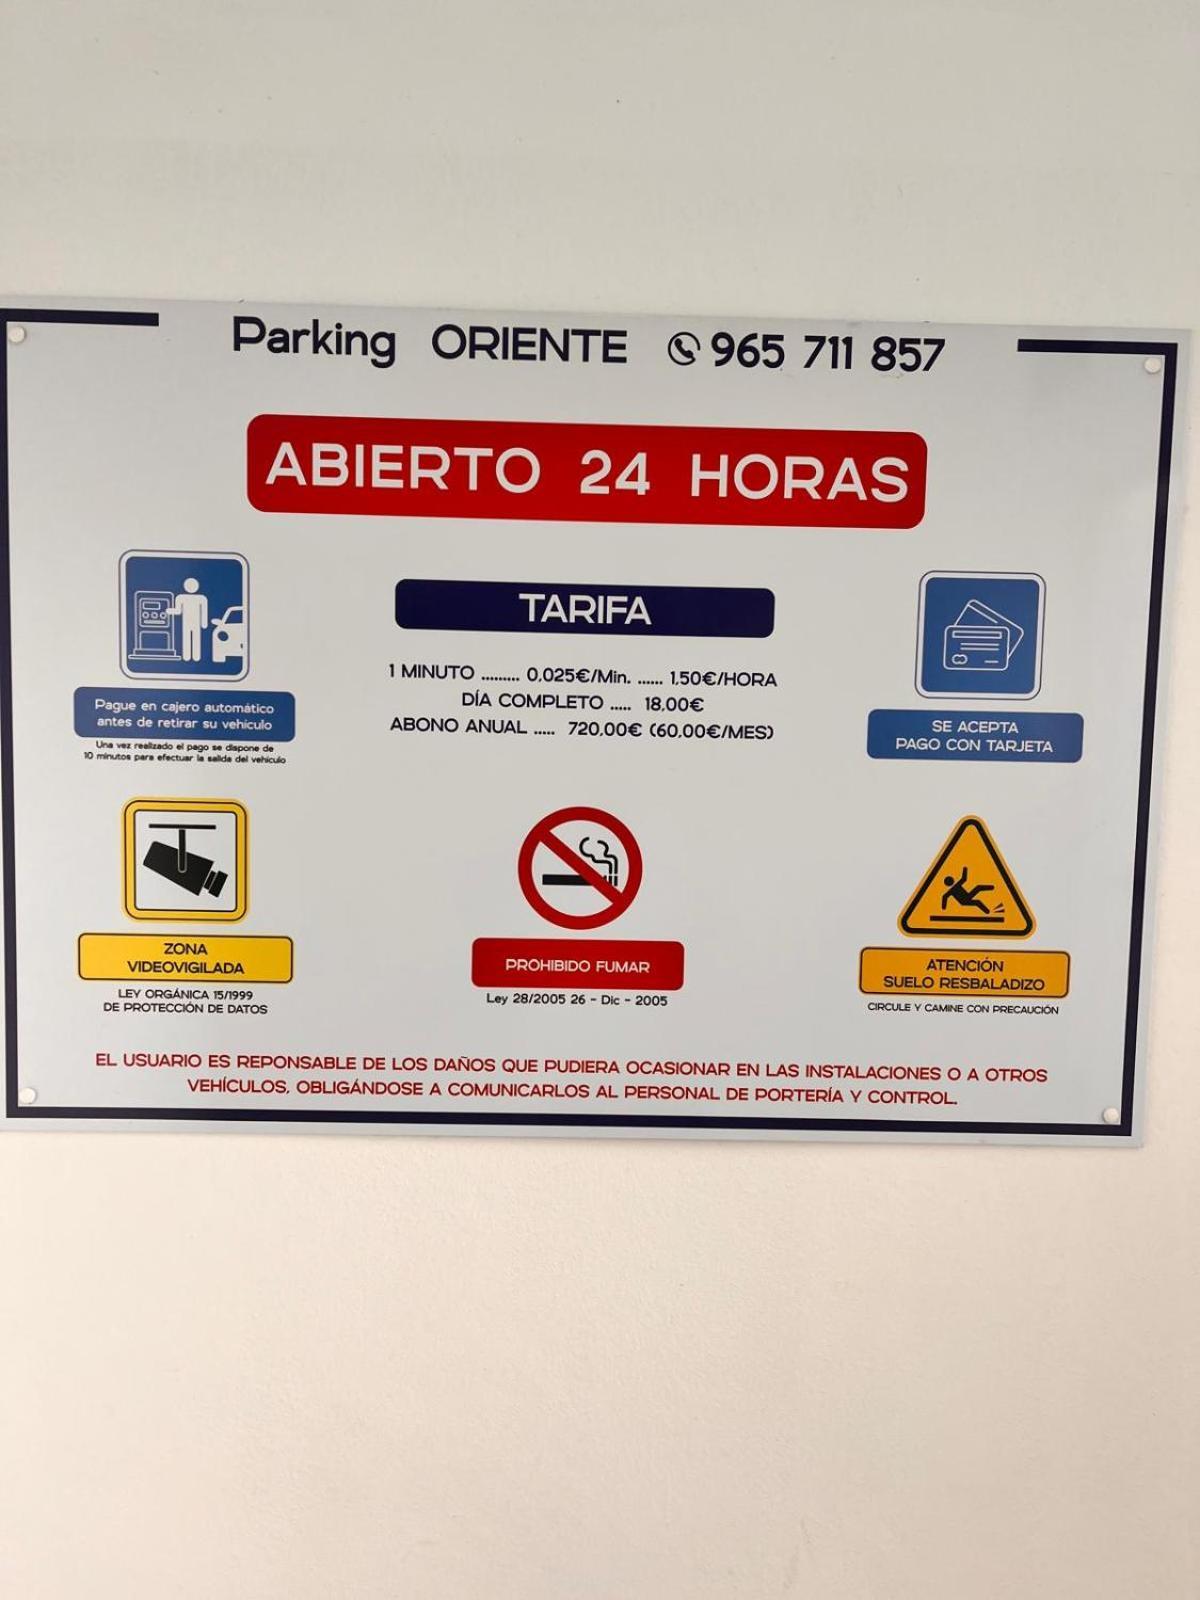 Parking ORIENTE 965 711 857
ABIERTO 24 HORAS
TARIFA
1 MINUTO ......... 0.025€/Min. ...... 1,50€/HORA
DÍA COMPLETO ..... 18.00€
ABONO ANUAL ..... 720.00€ (60.00€/MES)
Pague en cajero automático
antes de retirar su vehículo
Una vez realizado el pago se dispone de
10 minutos para efectuar la salida del vehículo
SE ACEPTA
PAGO CON TARJETA
ZONA
VIDEOVIGILADA
LEY ORGÁNICA 15/1999
DE PROTECCIÓN DE DATOS
PROHIBIDO FUMAR
Ley 28/2005 26 - Dic - 2005
ATENCIÓN
SUELO RESBALADIZO
CIRCULE Y CAMINE CON PRECAUCIÓN
EL USUARIO ES REPONSABLE DE LOS DAÑOS QUE PUDIERA OCASIONAR EN LAS INSTALACIONES O A OTROS
VEHÍCULOS, OBLIGÁNDOSE A COMUNICARLOS AL PERSONAL DE PORTERÍA Y CONTROL.